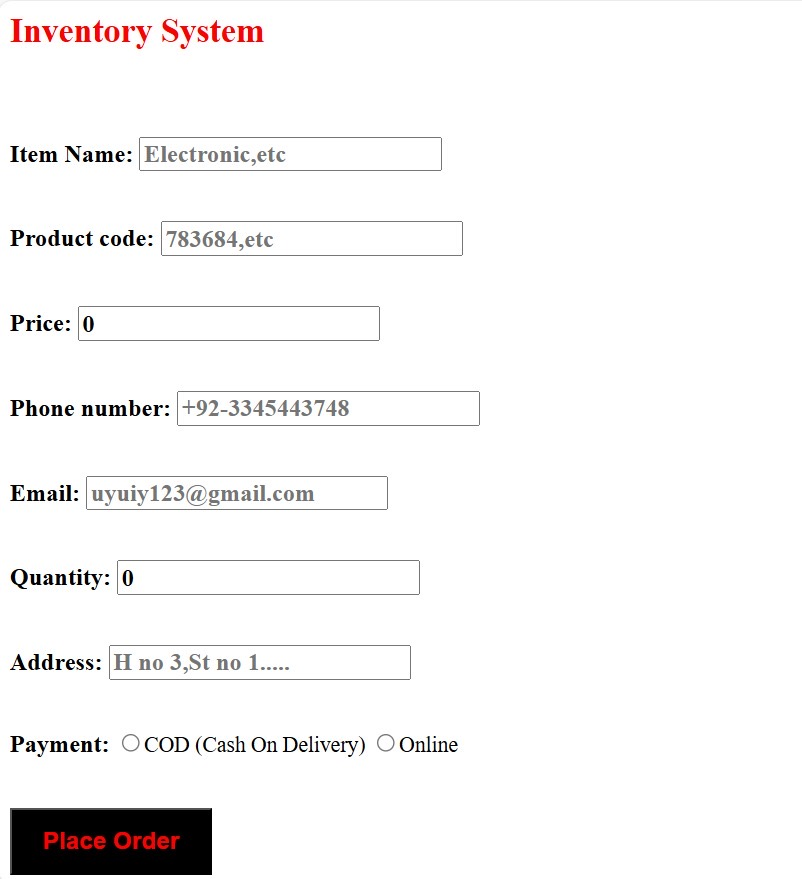 Inventory System
Item Name: Electronic,etc
Product code: 783684,etc
Price: 0
Phone number: +92-3345443748
Email: uyuiy123@gmail.com
Quantity: 0
Address: H no 3,St no 1.....
Payment: COD (Cash On Delivery) Online
Place Order